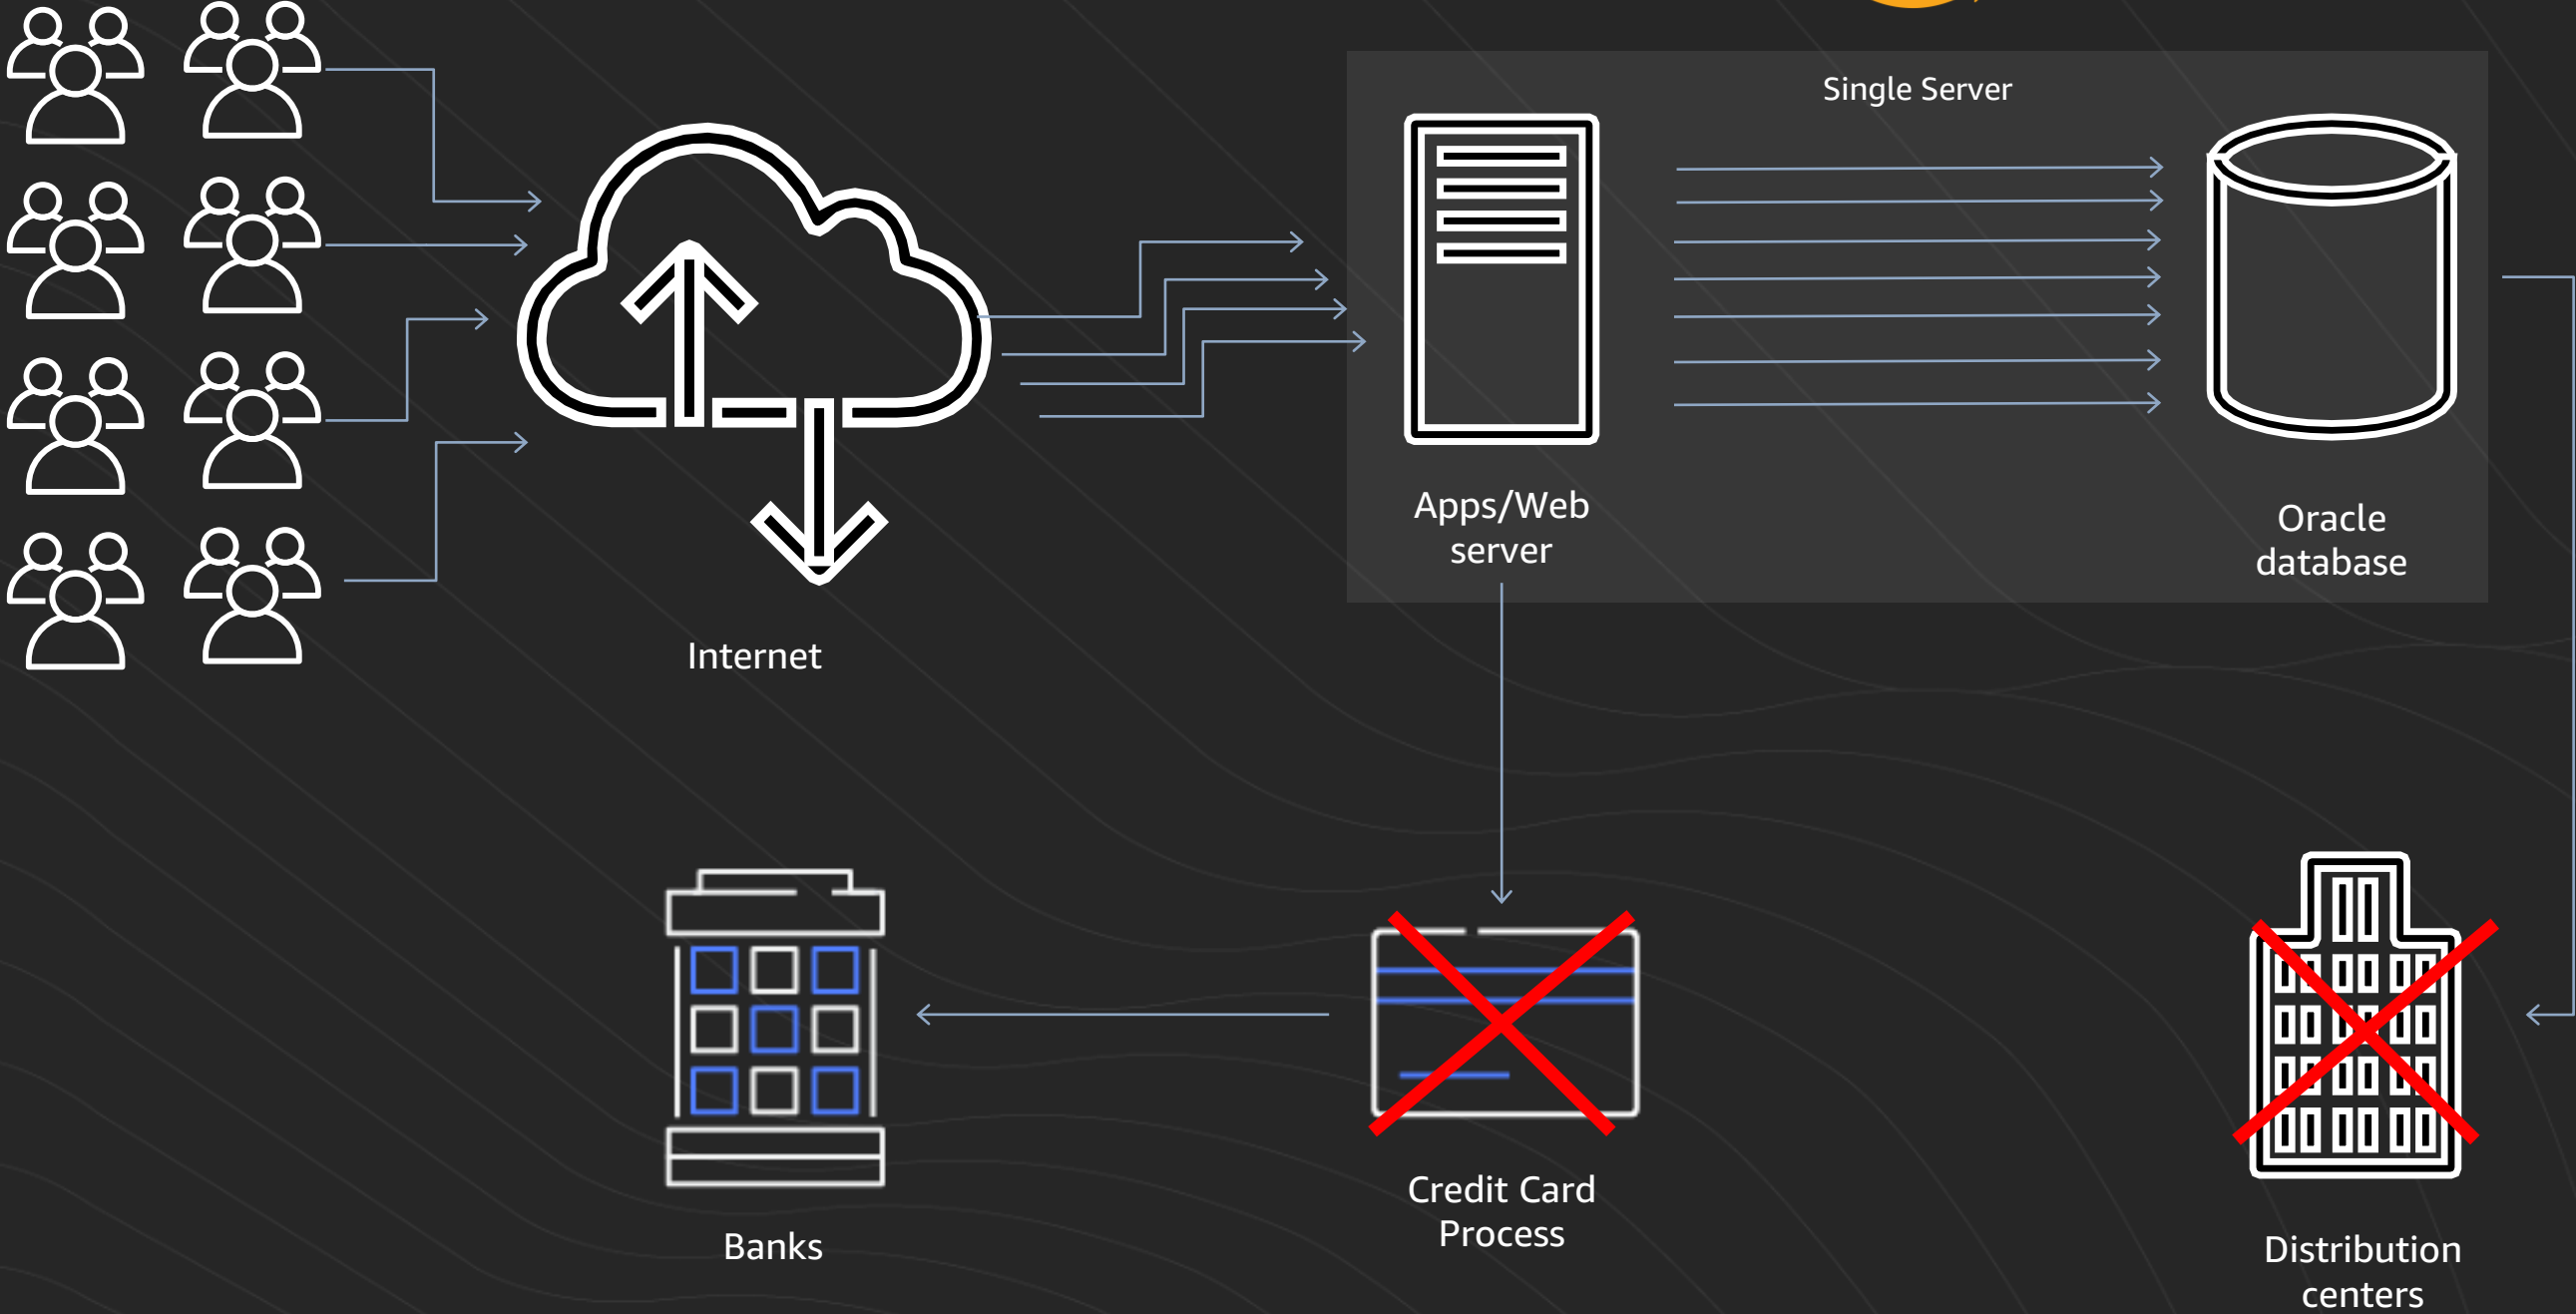 Single Server
Apps/Web
server
Oracle
database
Internet
Banks
Credit Card
Process
Distribution
centers